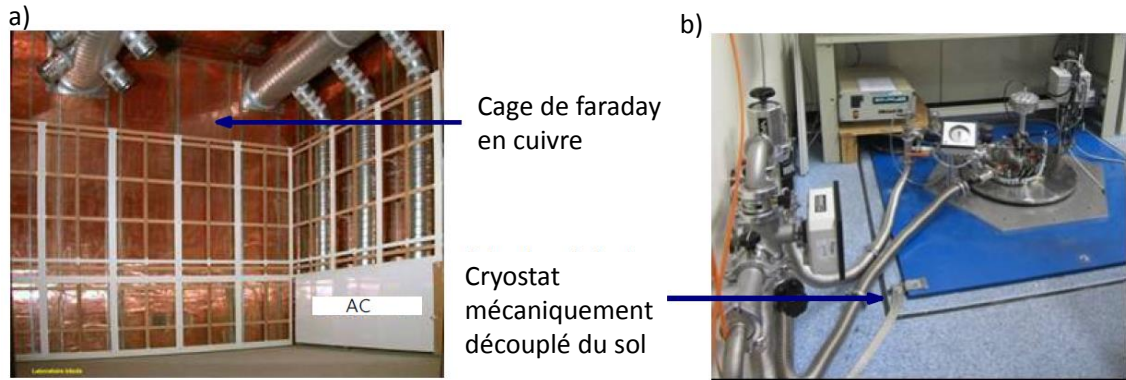 a)
b)
Cage de faraday
en cuivre
AC
Cryostat
mécaniquement
découplé du sol